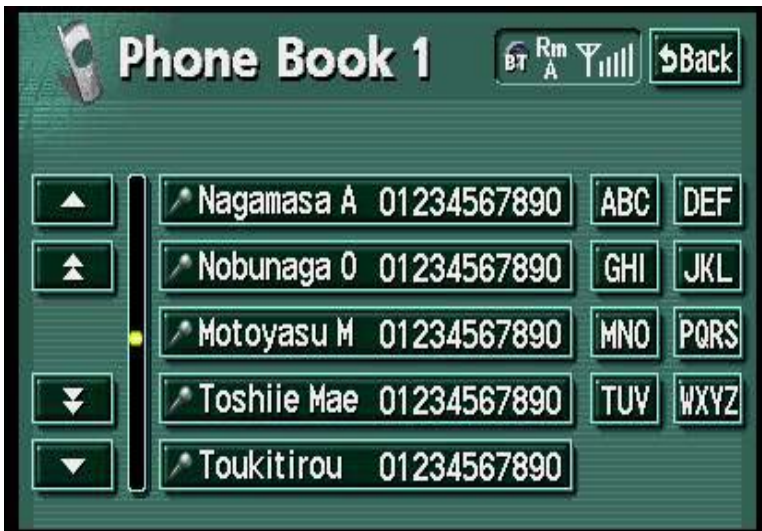 Phone Book 1 BT Rm A Back
Nagamasa A 01234567890 ABC DEF
Nobunaga O 01234567890 GHI JKL
Motoyasu M 01234567890 MNO PQRS
Toshiie Mae 01234567890 TUV WXYZ
Toukitirou 01234567890